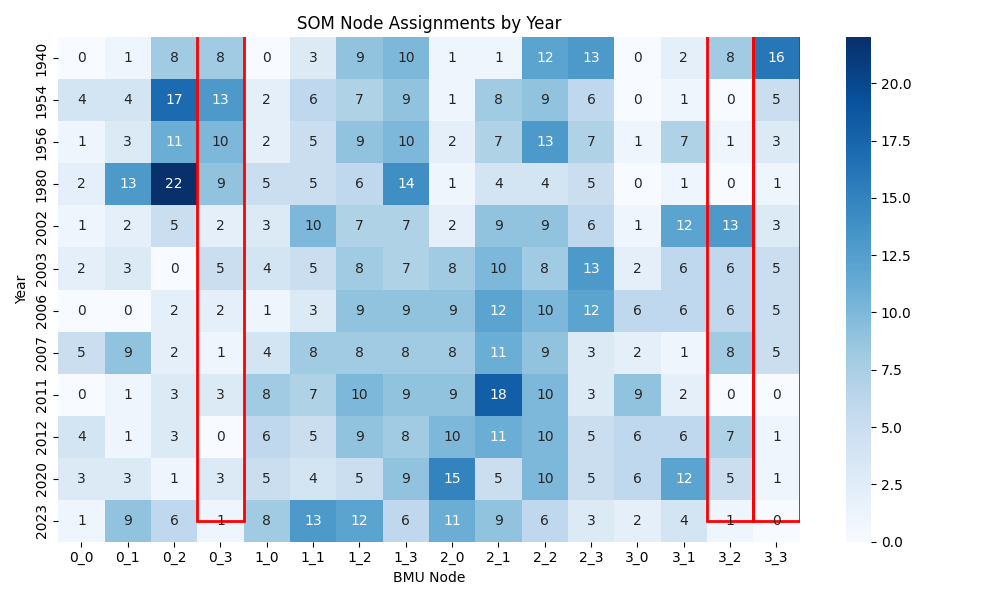 SOM Node Assignments by Year
1940 0 1 8 8 0 3 9 10 1 1 12 13 0 2 8 16
1954 4 4 17 13 2 6 7 9 1 8 9 6 0 1 0 5
1956 1 3 11 10 2 5 9 10 2 7 13 7 1 7 1 3
1980 2 13 22 9 5 5 6 14 1 4 4 5 0 1 0 1
2002 1 2 5 2 3 10 7 7 2 9 9 6 1 12 13 3
2003 2 3 0 5 4 5 8 7 8 10 8 13 2 6 6 5
2006 0 0 2 2 1 3 9 9 9 12 10 12 6 6 6 5
2007 5 9 2 1 4 8 8 8 8 11 9 3 2 1 8 5
2011 0 1 3 3 8 7 10 9 9 18 10 3 9 2 0 0
2012 4 1 3 0 6 5 9 8 10 11 10 5 6 6 7 1
2020 3 3 1 3 5 4 5 9 15 5 10 5 6 12 5 1
2023 1 9 6 1 8 13 12 6 11 9 6 3 2 4 1 0
0_0 0_1 0_2 0_3 1_0 1_1 1_2 1_3 2_0 2_1 2_2 2_3 3_0 3_1 3_2 3_3
BMU Node
Year
20.0
17.5
15.0
12.5
10.0
7.5
5.0
2.5
0.0